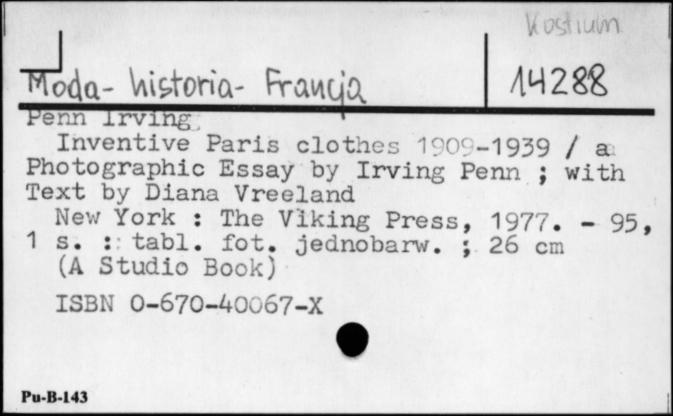 Kostium
Moda- historia- Francja
14288
Penn Irving
Inventive Paris clothes 1909-1939 / a
Photographic Essay by Irving Penn ; with
Text by Diana Vreeland
New York : The Viking Press, 1977. - 95,
1 s. : tabl. fot. jednobarw. ; 26 cm
(A Studio Book)
ISBN 0-670-40067-X
Pu-B-143